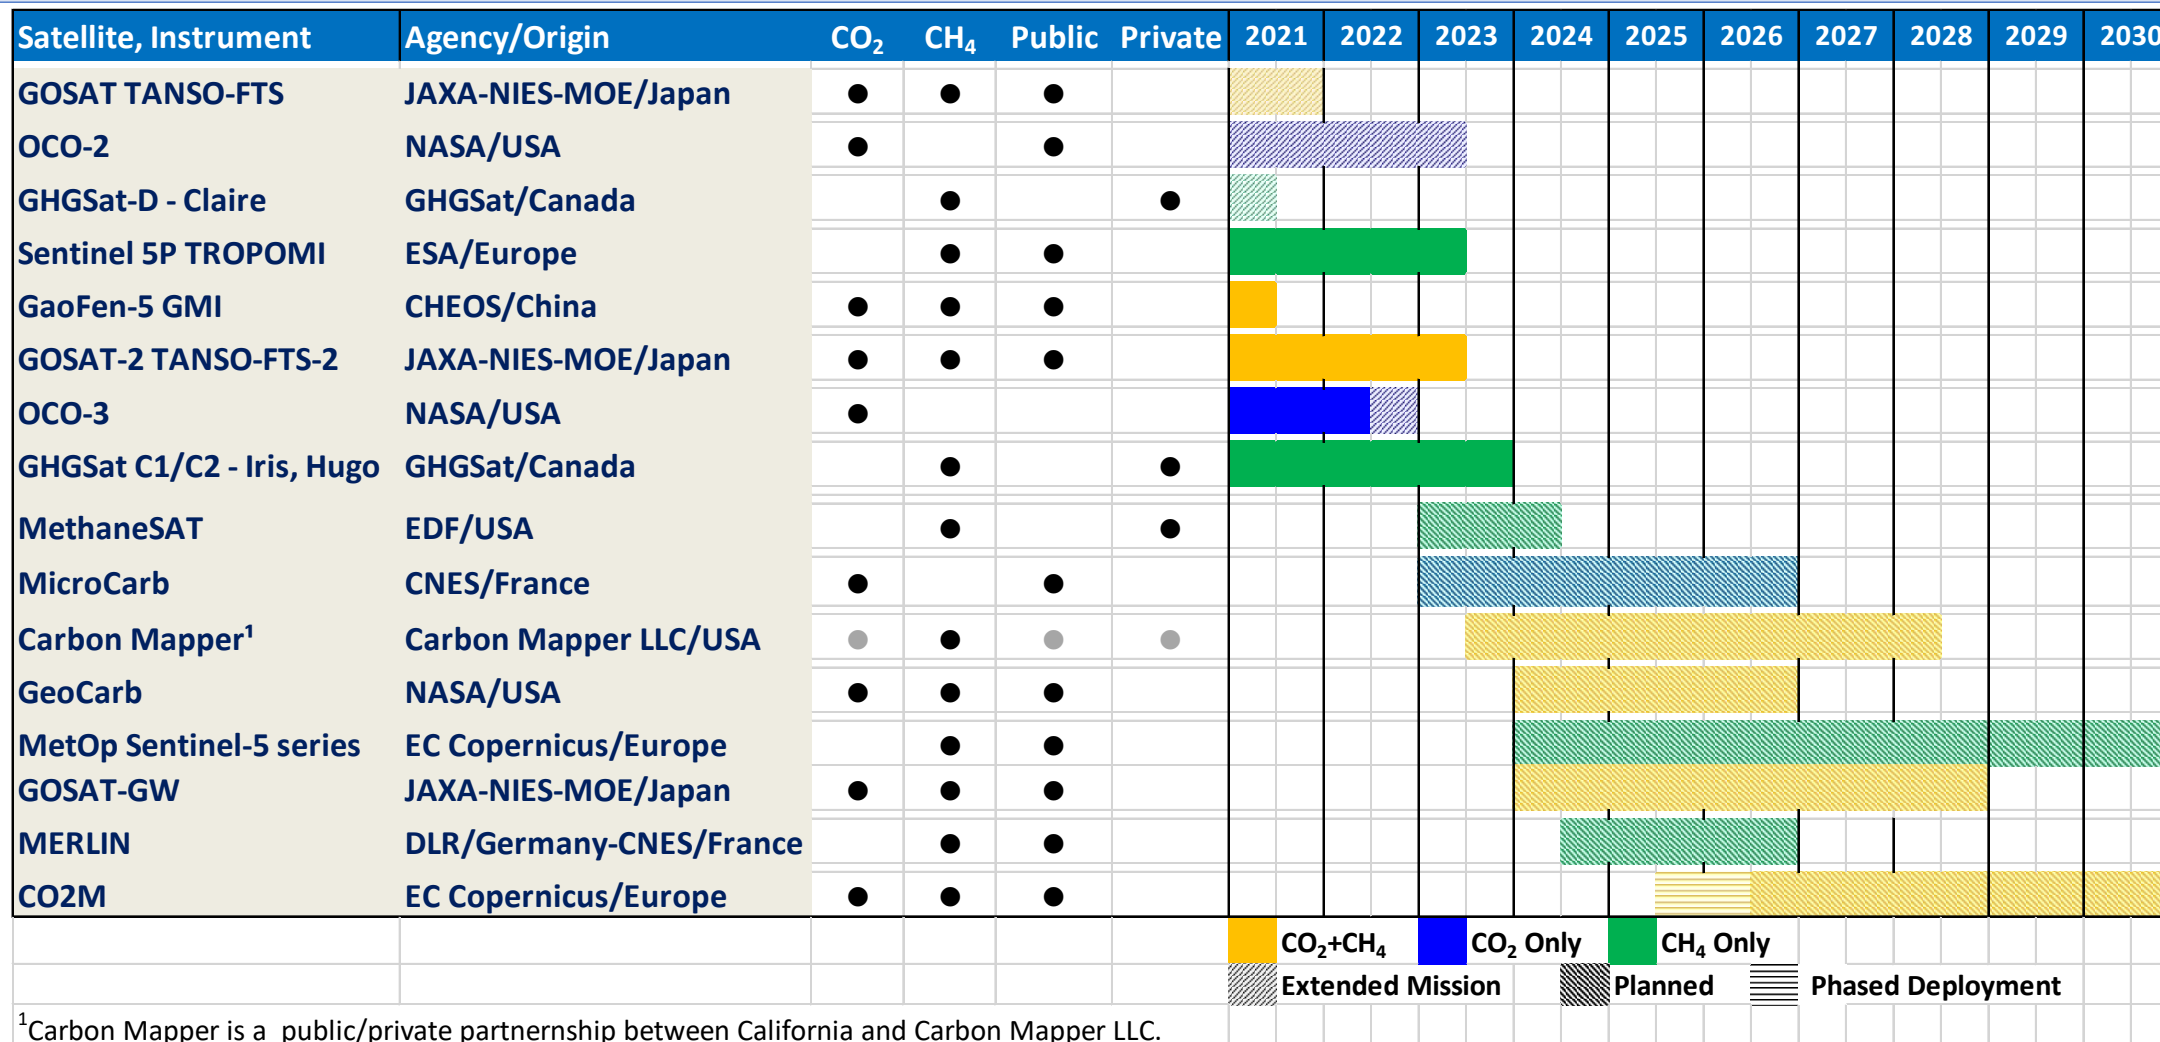 Satellite, Instrument Agency/Origin CO₂ CH₄ Public Private 2021 2022 2023 2024 2025 2026 2027 2028 2029 2030
GOSAT TANSO-FTS JAXA-NIES-MOE/Japan ● ● ●
OCO-2 NASA/USA ● ●
GHGSat-D - Claire GHGSat/Canada ● ●
Sentinel 5P TROPOMI ESA/Europe ● ●
GaoFen-5 GMI CHEOS/China ● ● ●
GOSAT-2 TANSO-FTS-2 JAXA-NIES-MOE/Japan ● ● ●
OCO-3 NASA/USA ●
GHGSat C1/C2 - Iris, Hugo GHGSat/Canada ● ●
MethaneSAT EDF/USA ● ●
MicroCarb CNES/France ● ●
Carbon Mapper¹ Carbon Mapper LLC/USA ● ● ● ●
GeoCarb NASA/USA ● ● ●
MetOp Sentinel-5 series EC Copernicus/Europe ● ●
GOSAT-GW JAXA-NIES-MOE/Japan ● ● ●
MERLIN DLR/Germany-CNES/France ● ●
CO2M EC Copernicus/Europe ● ● ●
CO₂+CH₄ CO₂ Only CH₄ Only
Extended Mission Planned Phased Deployment
¹Carbon Mapper is a public/private partnernship between California and Carbon Mapper LLC.